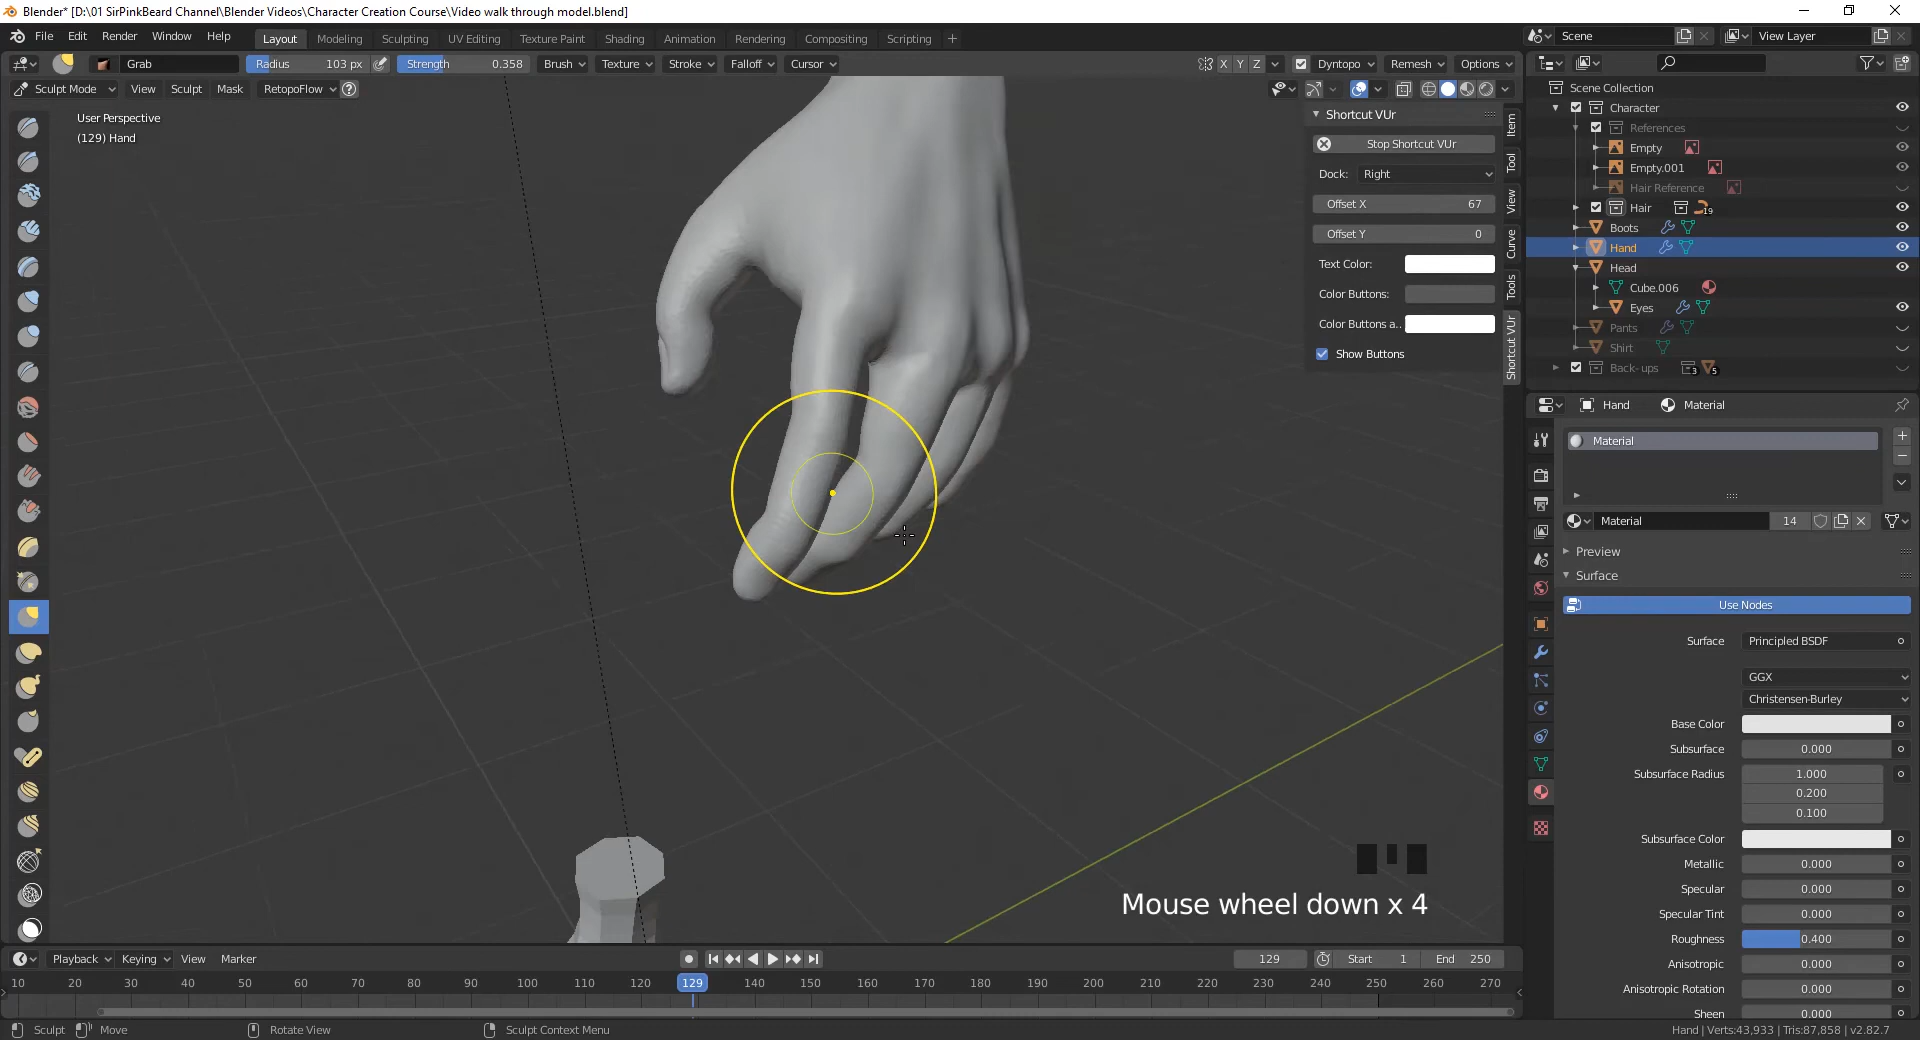 Blender* [D:\01 SirPinkBeard Channel\Blender Videos\Character Creation Course\Video walk through model.blend]
File Edit Render Window Help Layout Modeling Sculpting UV Editing Texture Paint Shading Animation Rendering Compositing Scripting + Scene View Layer
Grab Radius 103 px Strength 0.358 Brush Texture Stroke Falloff Cursor X Y Z Dyntopo Remesh Options
Sculpt Mode View Sculpt Mask RetopoFlow ?
User Perspective
(129) Hand
Shortcut VUr
Stop Shortcut VUr
Dock: Right
Offset X 67
Offset Y 0
Text Color:
Color Buttons:
Color Buttons a..
Show Buttons
Item
Tool
View
Curve
Tools
Shortcut VUr
Scene Collection
Character
References
Empty
Empty.001
Hair Reference
Hair 19
Boots
Hand
Head
Cube.006
Eyes
Pants
Shirt
Back-ups 3 5
Hand Material
Material
Material 14
Preview
Surface
Use Nodes
Surface Principled BSDF
GGX
Christensen-Burley
Base Color
Subsurface 0.000
Subsurface Radius 1.000
0.200
0.100
Subsurface Color
Metallic 0.000
Specular 0.000
Specular Tint 0.000
Roughness 0.400
Anisotropic 0.000
Anisotropic Rotation 0.000
Sheen 0.000
Mouse wheel down x 4
Playback Keying View Marker 129 Start 1 End 250
10 20 30 40 50 60 70 80 90 100 110 120 129 140 150 160 170 180 190 200 210 220 230 240 250 260 270
Sculpt Move Rotate View Sculpt Context Menu Hand | Verts:43,933 | Tris:87,858 | v2.82.7